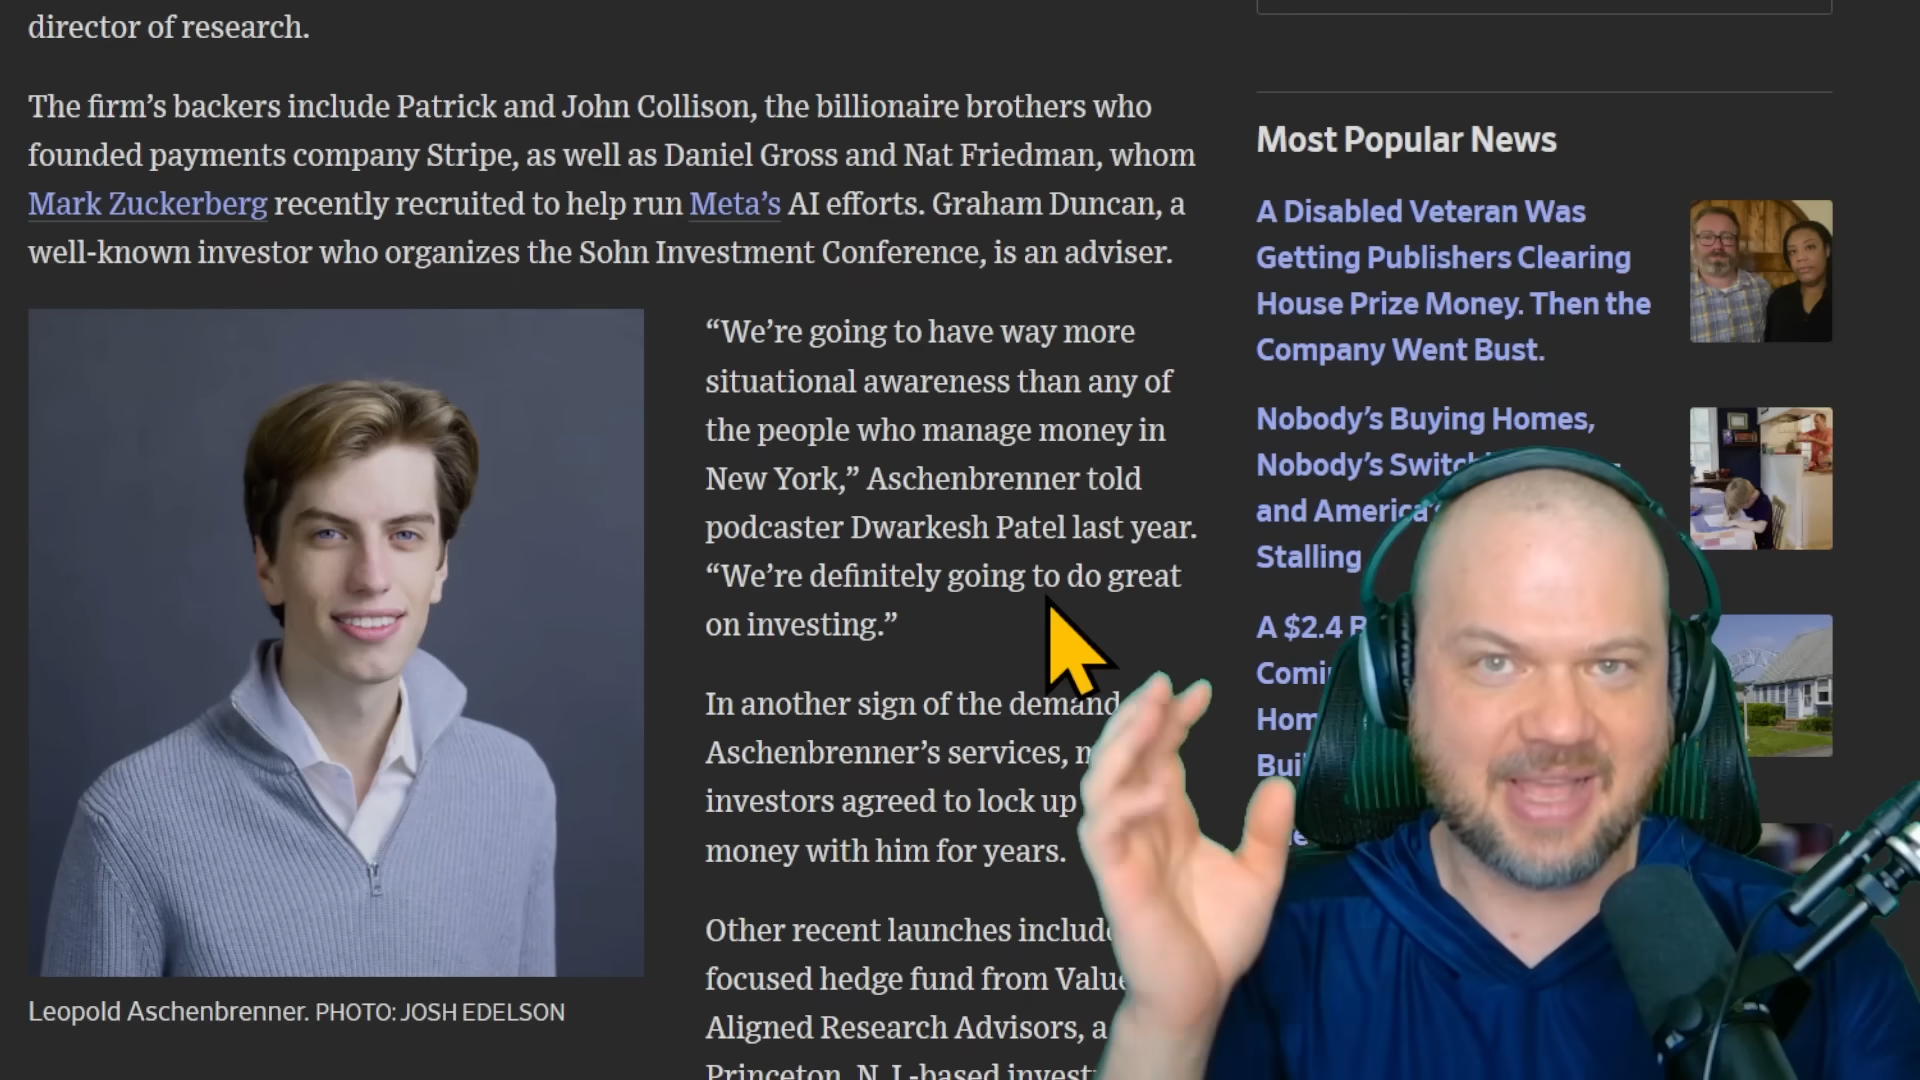 director of research.
The firm’s backers include Patrick and John Collison, the billionaire brothers who
founded payments company Stripe, as well as Daniel Gross and Nat Friedman, whom
Mark Zuckerberg recently recruited to help run Meta’s AI efforts. Graham Duncan, a
well-known investor who organizes the Sohn Investment Conference, is an adviser.
“We’re going to have way more
situational awareness than any of
the people who manage money in
New York,” Aschenbrenner told
podcaster Dwarkesh Patel last year.
“We’re definitely going to do great
on investing.”
In another sign of the demand
Aschenbrenner’s services,
investors agreed to lock up
money with him for years.
Other recent launches
focused hedge fund from
Aligned Research Advisors, a
Princeton, N.J.-based
Leopold Aschenbrenner. PHOTO: JOSH EDELSON
Most Popular News
A Disabled Veteran Was
Getting Publishers Clearing
House Prize Money. Then the
Company Went Bust.
Nobody’s Buying Homes,
Nobody’s
and
Stalling
A $2.4